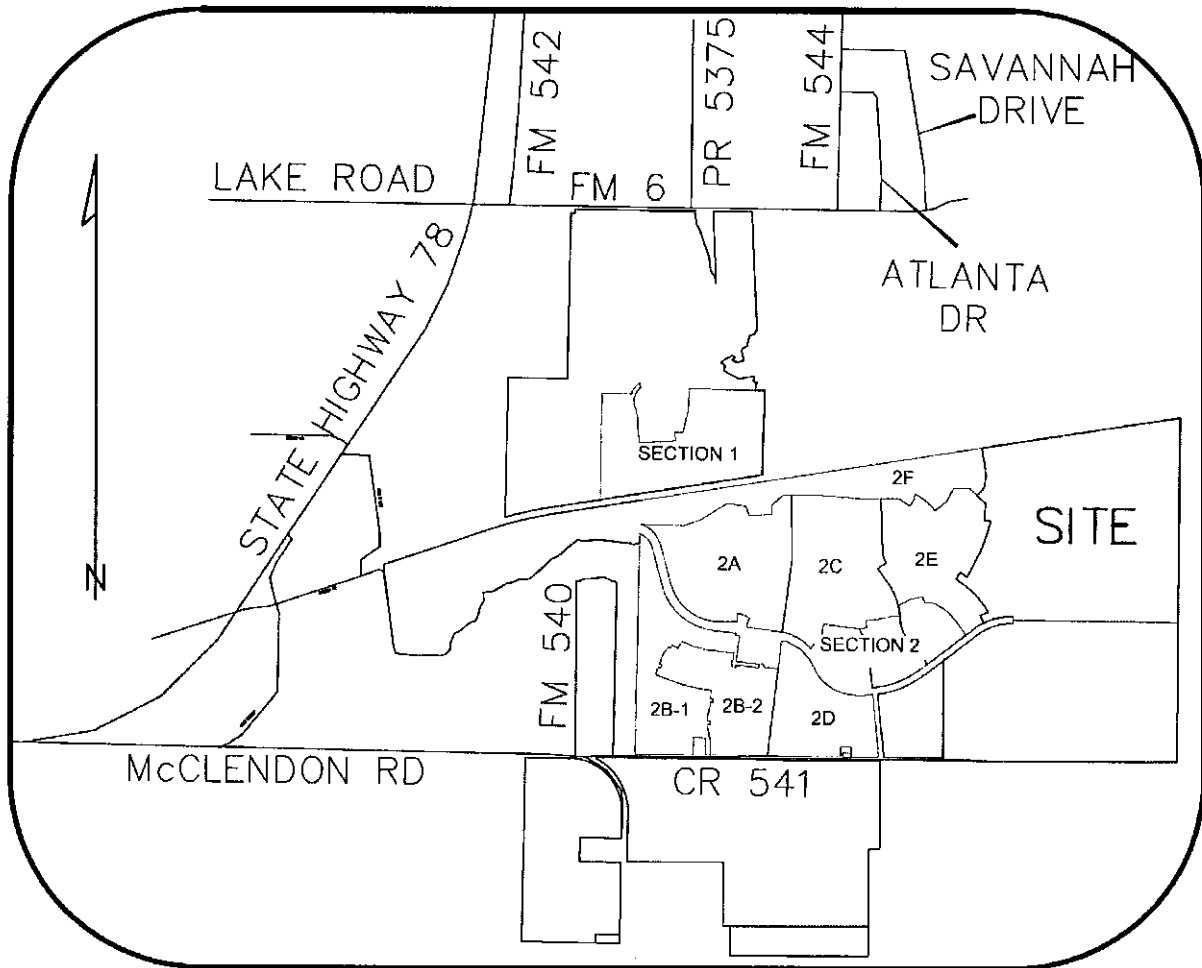 FM 542
PR 5375
FM 544
SAVANNAH
DRIVE
LAKE ROAD
FM 6
ATLANTA
DR
STATE HIGHWAY 78
SECTION 1
2F
SITE
2A
2C
2E
N
FM 540
SECTION 2
2B-1
2B-2
2D
McCLENDON RD
CR 541